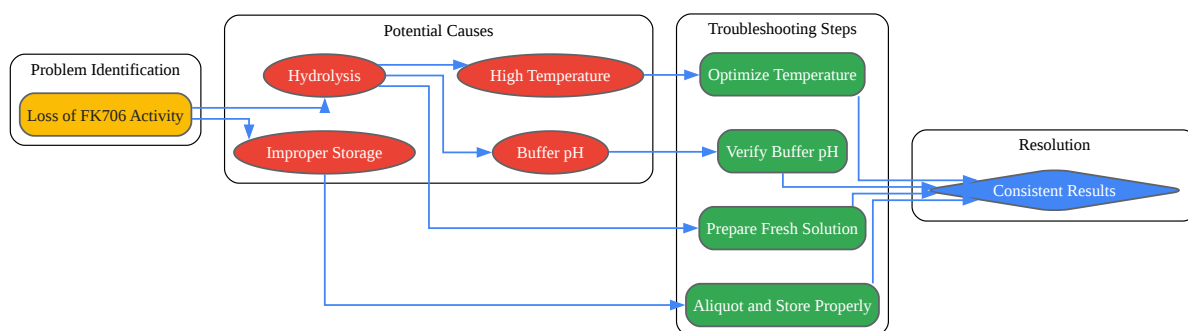 Problem Identification
Loss of FK706 Activity
Potential Causes
Hydrolysis
High Temperature
Improper Storage
Buffer pH
Troubleshooting Steps
Optimize Temperature
Verify Buffer pH
Prepare Fresh Solution
Aliquot and Store Properly
Resolution
Consistent Results